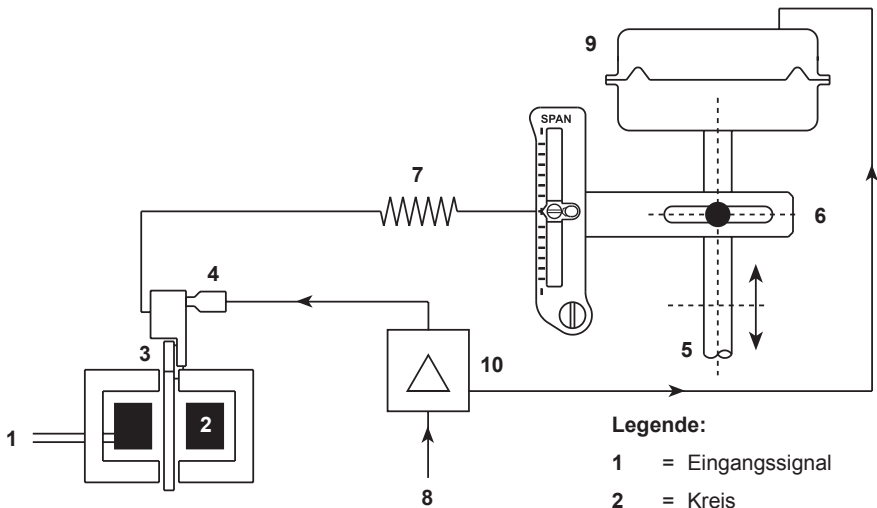 9
SPAN
7
6
4
3
10
5
2
1
8
Legende:
1 = Eingangssignal
2 = Kreis